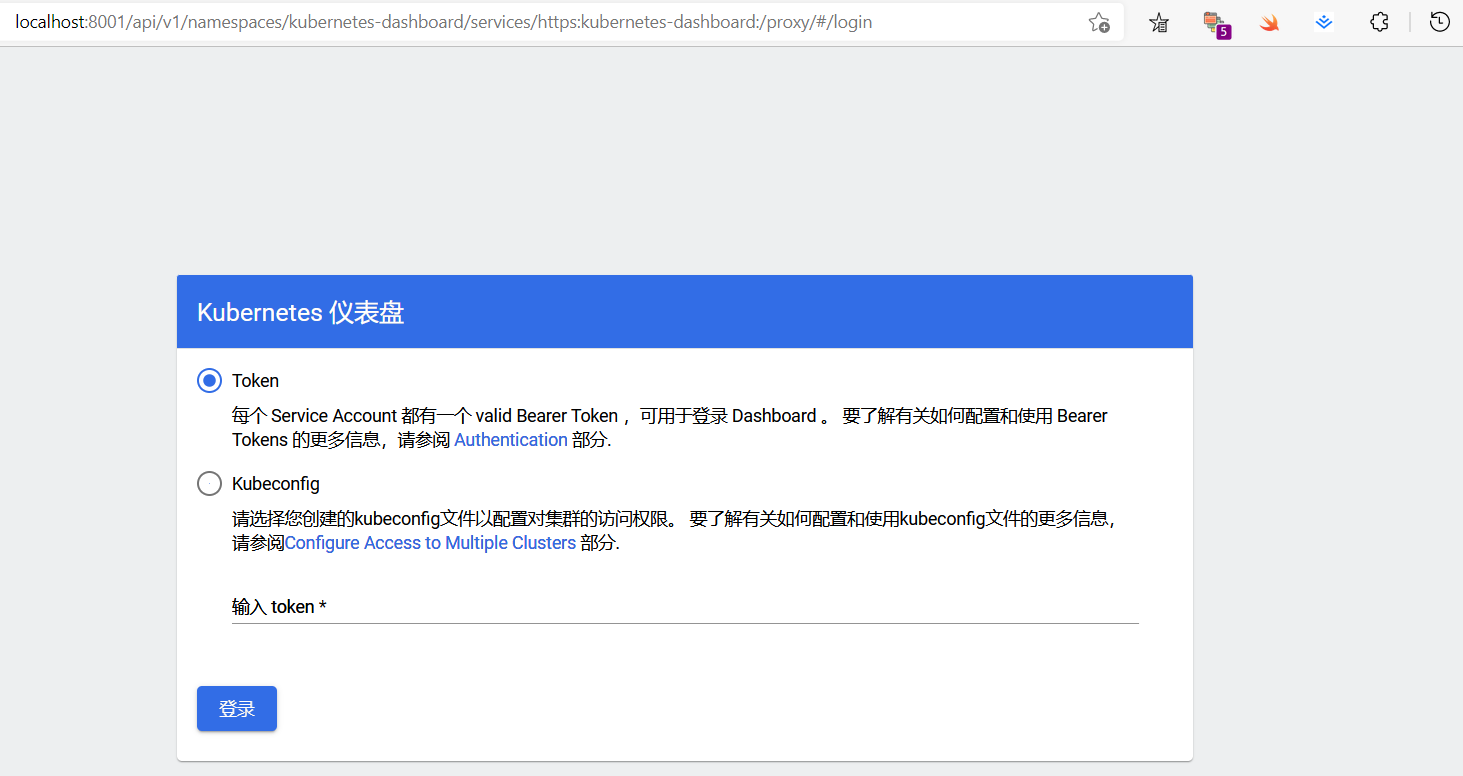 localhost:8001/api/v1/namespaces/kubernetes-dashboard/services/https:kubernetes-dashboard:/proxy/#/login
5
Kubernetes 仪表盘
Token
每个 Service Account 都有一个 valid Bearer Token ，可用于登录 Dashboard 。 要了解有关如何配置和使用 Bearer
Tokens 的更多信息，请参阅 Authentication 部分.
Kubeconfig
请选择您创建的kubeconfig文件以配置对集群的访问权限。 要了解有关如何配置和使用kubeconfig文件的更多信息，
请参阅Configure Access to Multiple Clusters 部分.
输入 token *
登录